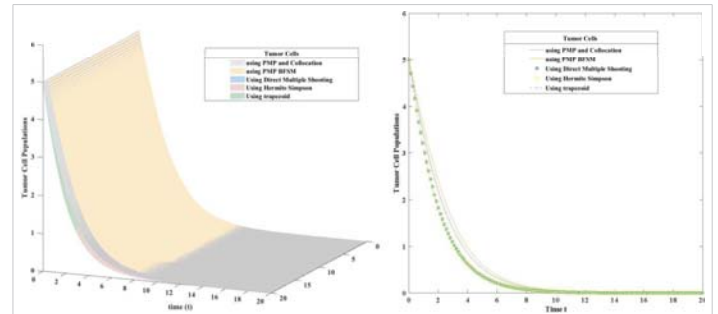 Tumor Cells
using PMP and Collocation
using PMP BFSM
Using Direct Multiple Shooting
Using Hermite Simpson
Using trapezoid
Tumor Cell Populations
6
5
4
3
2
1
0
0
2
4
6
8
10
12
14
16
18
20
time (t)
20
15
10
5
0
Tumor Cells
using PMP and Collocation
using PMP BFSM
Using Direct Multiple Shooting
Using Hermite Simpson
Using trapezoid
Tumor Cell Populations
6
5
4
3
2
1
0
0
2
4
6
8
10
12
14
16
18
20
Time t